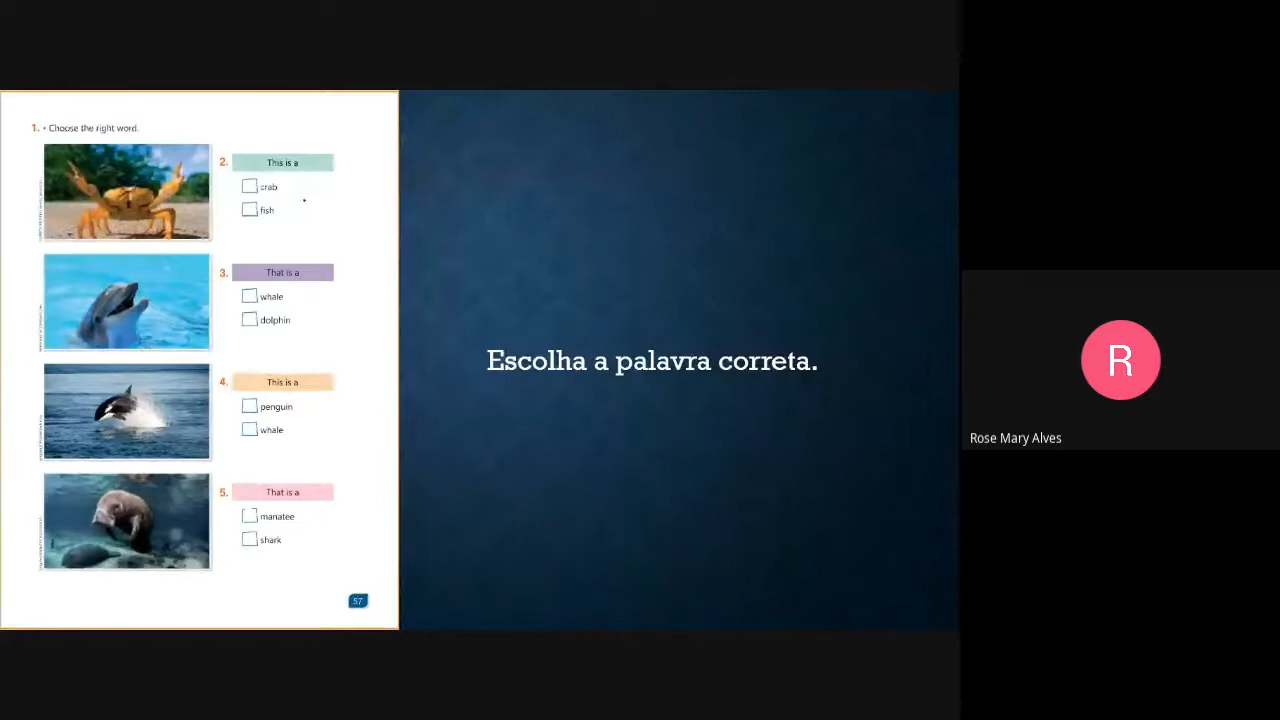 1. • Choose the right word.
2. This is a
crab
fish
3. That is a
whale
dolphin
4. This is a
penguin
whale
5. That is a
manatee
shark
57
Escolha a palavra correta.
R
Rose Mary Alves